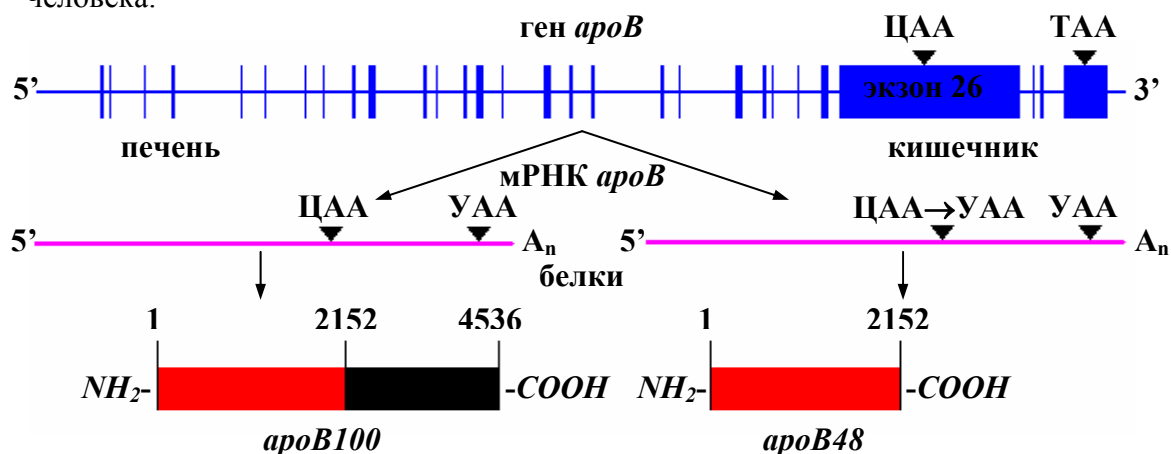 человека.
ген apoB ЦАА ТАА
5’ экзон 26 3’
печень кишечник
мРНК apoB
ЦАА УАА ЦАА→УАА УАА
5’ An 5’ An
белки
1 2152 4536 1 2152
NH2- -COOH NH2- -COOH
apoB100 apoB48